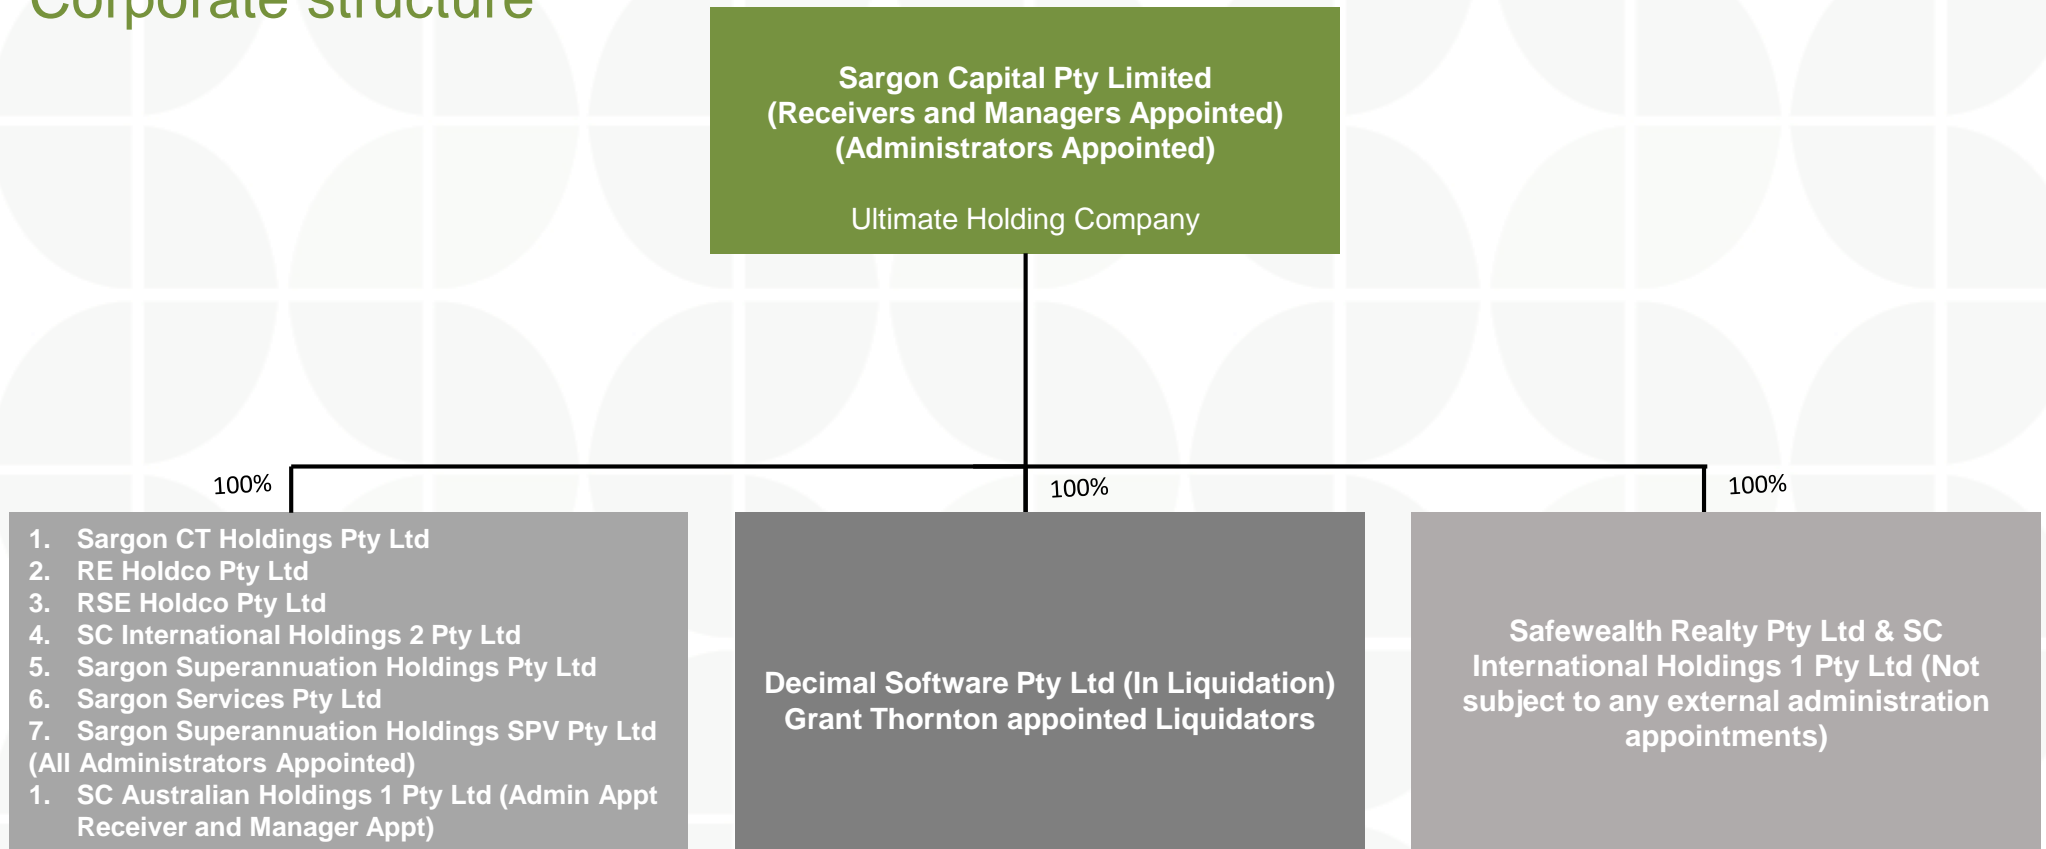 Corporate structure
Sargon Capital Pty Limited
(Receivers and Managers Appointed)
(Administrators Appointed)
Ultimate Holding Company
100%
100%
100%
1. Sargon CT Holdings Pty Ltd
2. RE Holdco Pty Ltd
3. RSE Holdco Pty Ltd
4. SC International Holdings 2 Pty Ltd
5. Sargon Superannuation Holdings Pty Ltd
6. Sargon Services Pty Ltd
7. Sargon Superannuation Holdings SPV Pty Ltd
(All Administrators Appointed)
1. SC Australian Holdings 1 Pty Ltd (Admin Appt
Receiver and Manager Appt)
Decimal Software Pty Ltd (In Liquidation)
Grant Thornton appointed Liquidators
Safewealth Realty Pty Ltd & SC
International Holdings 1 Pty Ltd (Not
subject to any external administration
appointments)